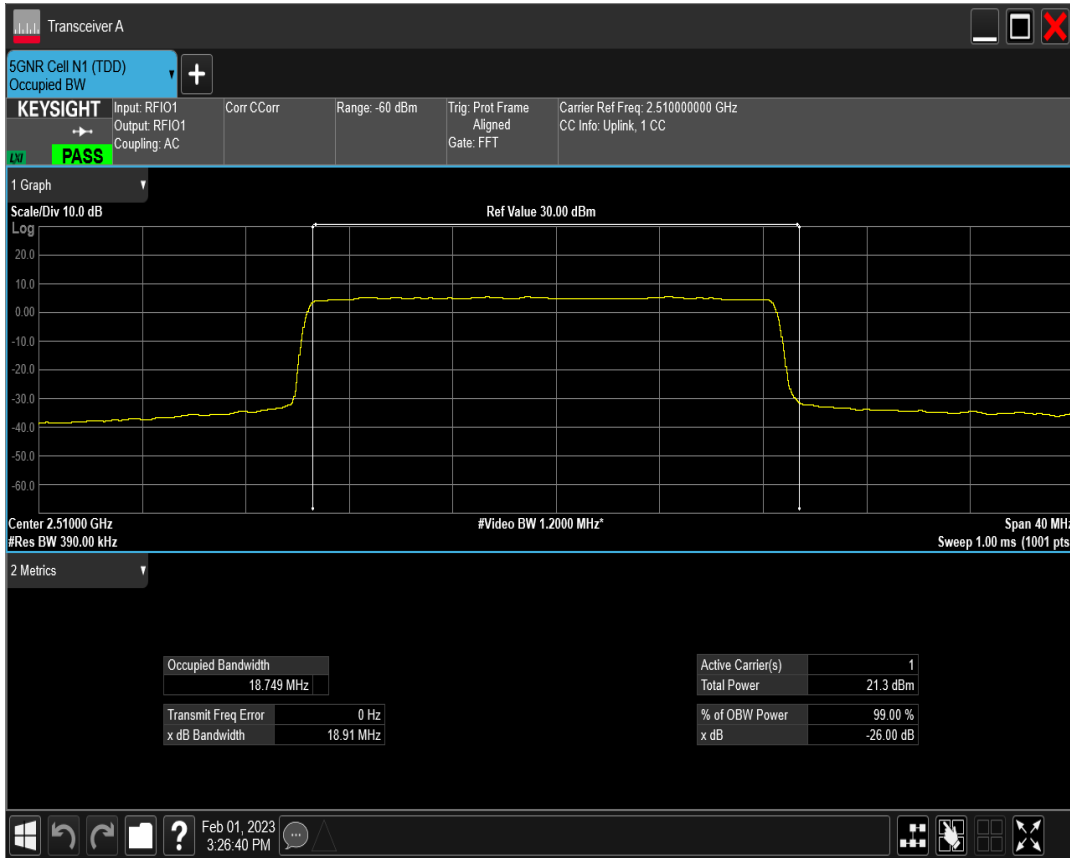 Transceiver A
5GNR Cell N1 (TDD)
Occupied BW
+
KEYSIGHT
LXI
PASS
Input: RFIO1
Output: RFIO1
Coupling: AC
Corr CCorr
Range: -60 dBm
Trig: Prot Frame
Aligned
Gate: FFT
Carrier Ref Freq: 2.510000000 GHz
CC Info: Uplink, 1 CC
1 Graph
Scale/Div 10.0 dB
Ref Value 30.00 dBm
Log
20.0
10.0
0.00
-10.0
-20.0
-30.0
-40.0
-50.0
-60.0
Center 2.51000 GHz
#Video BW 1.2000 MHz*
Span 40 MHz
#Res BW 390.00 kHz
Sweep 1.00 ms (1001 pts
2 Metrics
Occupied Bandwidth
18.749 MHz
Transmit Freq Error 0 Hz
x dB Bandwidth 18.91 MHz
Active Carrier(s) 1
Total Power 21.3 dBm
% of OBW Power 99.00 %
x dB -26.00 dB
?
Feb 01, 2023
3:26:40 PM